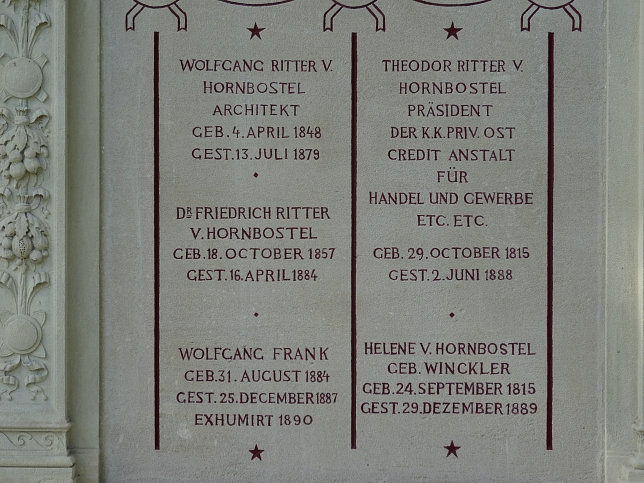 WOLFGANG RITTER V.
HORNBOSTEL
ARCHITEKT
GEB. 4. APRIL 1848
GEST. 13. JULI 1879
DR. FRIEDRICH RITTER
V. HORNBOSTEL
GEB. 18. OCTOBER 1857
GEST. 16. APRIL 1884
WOLFGANG FRANK
GEB. 31. AUGUST 1884
GEST. 25. DECEMBER 1887
EXHUMIRT 1890
THEODOR RITTER V.
HORNBOSTEL
PRÄSIDENT
DER K.K. PRIV. OST
CREDIT ANSTALT
FÜR
HANDEL UND GEWERBE
ETC. ETC.
GEB. 29. OCTOBER 1815
GEST. 2. JUNI 1888
HELENE V. HORNBOSTEL
GEB. WINCKLER
GEB. 24. SEPTEMBER 1815
GEST. 29. DEZEMBER 1889